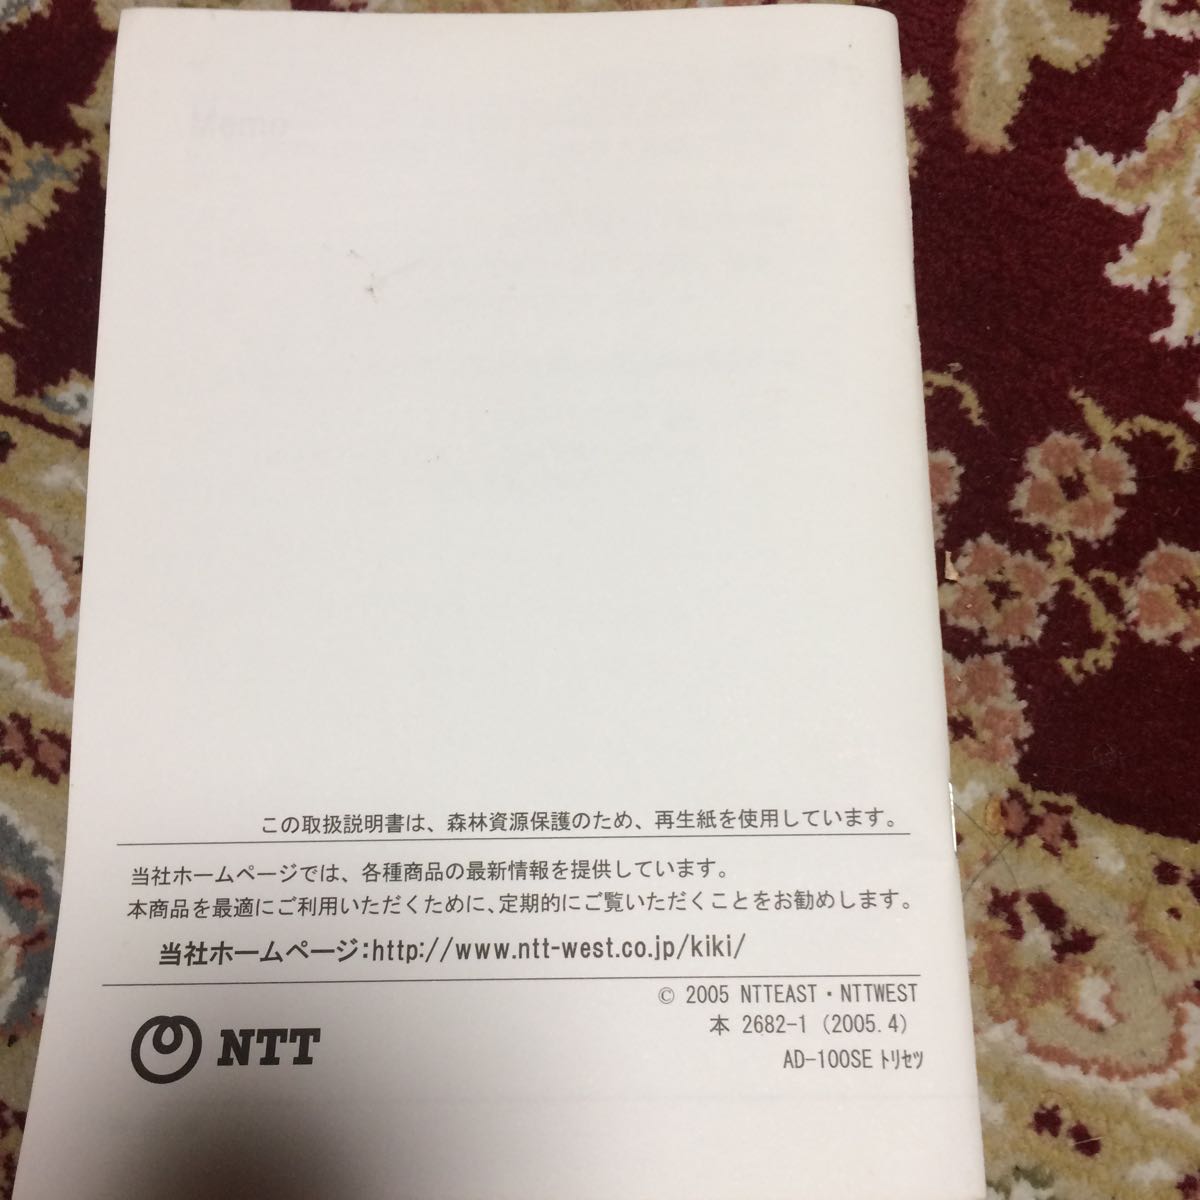 Memo
この取扱説明書は、森林資源保護のため、再生紙を使用しています。
当社ホームページでは、各種商品の最新情報を提供しています。
本商品を最適にご利用いただくために、定期的にご覧いただくことをお勧めします。
当社ホームページ:http://www.ntt-west.co.jp/kiki/
© 2005 NTTEAST・NTTWEST
本 2682-1 (2005.4)
AD-100SE ﾄﾘｾﾂ
NTT